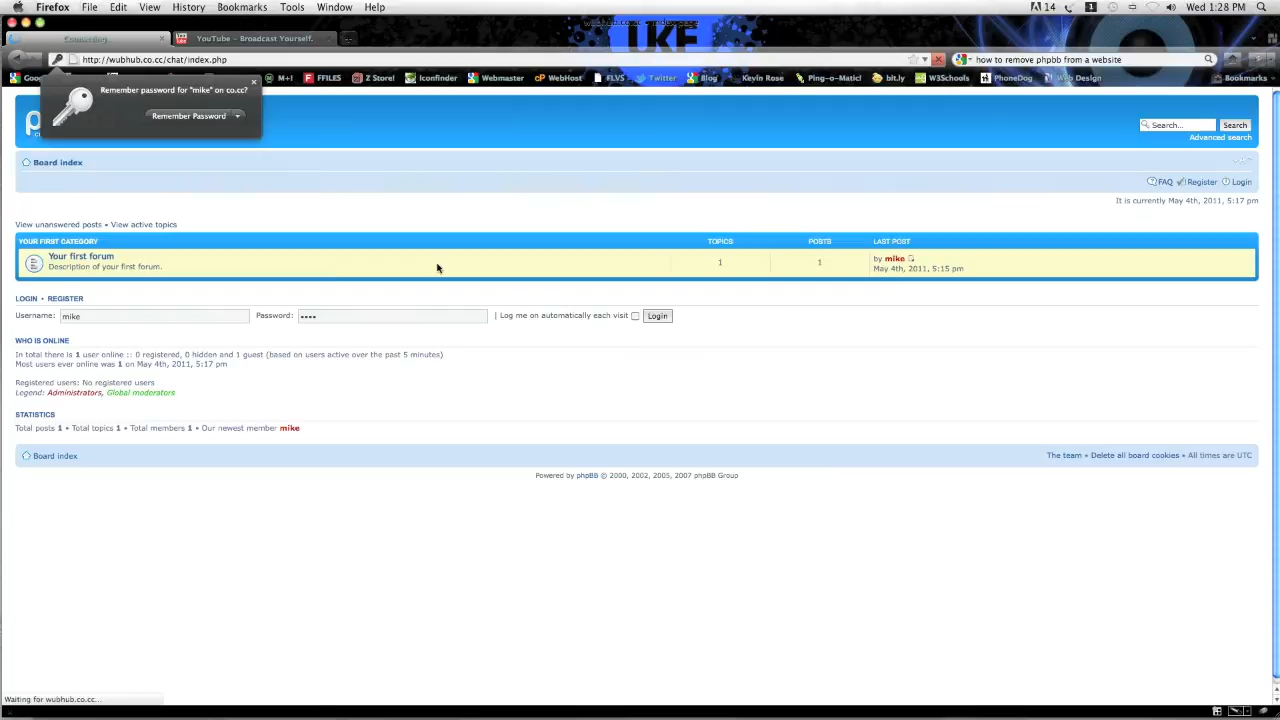 Firefox File Edit View History Bookmarks Tools Window Help 14 1 Wed 1:28 PM
Connecting YouTube – Broadcast Yourself.
http://wubhub.co.cc/chat/index.php how to remove phpbb from a website
M+I FFILES Z Store! Iconfinder Webmaster WebHost FLVS Twitter Blog Kevin Rose Ping-o-Matic! bit.ly W3Schools PhoneDog Web Design Bookmarks
Remember password for "mike" on co.cc?
Remember Password
Search... Search
Advanced search
Board index
FAQ Register Login
It is currently May 4th, 2011, 5:17 pm
View unanswered posts • View active topics
YOUR FIRST CATEGORY TOPICS POSTS LAST POST
Your first forum
Description of your first forum.
1 1
by mike
May 4th, 2011, 5:15 pm
LOGIN • REGISTER
Username: mike Password: •••• | Log me on automatically each visit Login
WHO IS ONLINE
In total there is 1 user online :: 0 registered, 0 hidden and 1 guest (based on users active over the past 5 minutes)
Most users ever online was 1 on May 4th, 2011, 5:17 pm
Registered users: No registered users
Legend: Administrators, Global moderators
STATISTICS
Total posts 1 • Total topics 1 • Total members 1 • Our newest member mike
Board index The team • Delete all board cookies • All times are UTC
Powered by phpBB © 2000, 2002, 2005, 2007 phpBB Group
Waiting for wubhub.co.cc...